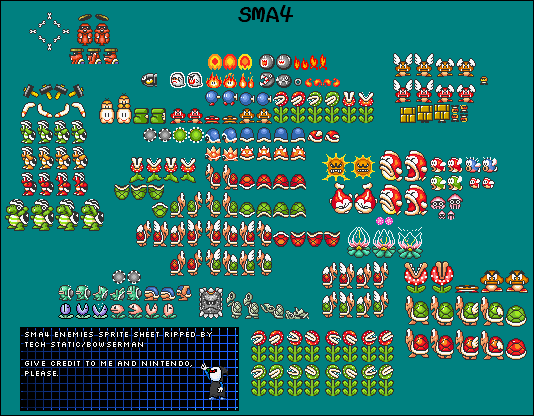 SMA4
SMA4 ENEMIES SPRITE SHEET RIPPED BY
TECH STATIC/BOWSERMAN
GIVE CREDIT TO ME AND NINTENDO,
PLEASE.